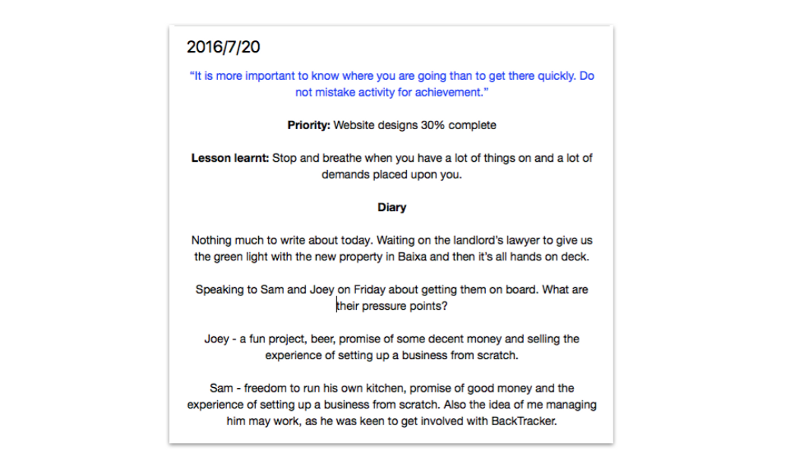 2016/7/20
“It is more important to know where you are going than to get there quickly. Do
not mistake activity for achievement.”
Priority: Website designs 30% complete
Lesson learnt: Stop and breathe when you have a lot of things on and a lot of
demands placed upon you.
Diary
Nothing much to write about today. Waiting on the landlord’s lawyer to give us
the green light with the new property in Baixa and then it’s all hands on deck.
Speaking to Sam and Joey on Friday about getting them on board. What are
their pressure points?
Joey - a fun project, beer, promise of some decent money and selling the
experience of setting up a business from scratch.
Sam - freedom to run his own kitchen, promise of good money and the
experience of setting up a business from scratch. Also the idea of me managing
him may work, as he was keen to get involved with BackTracker.